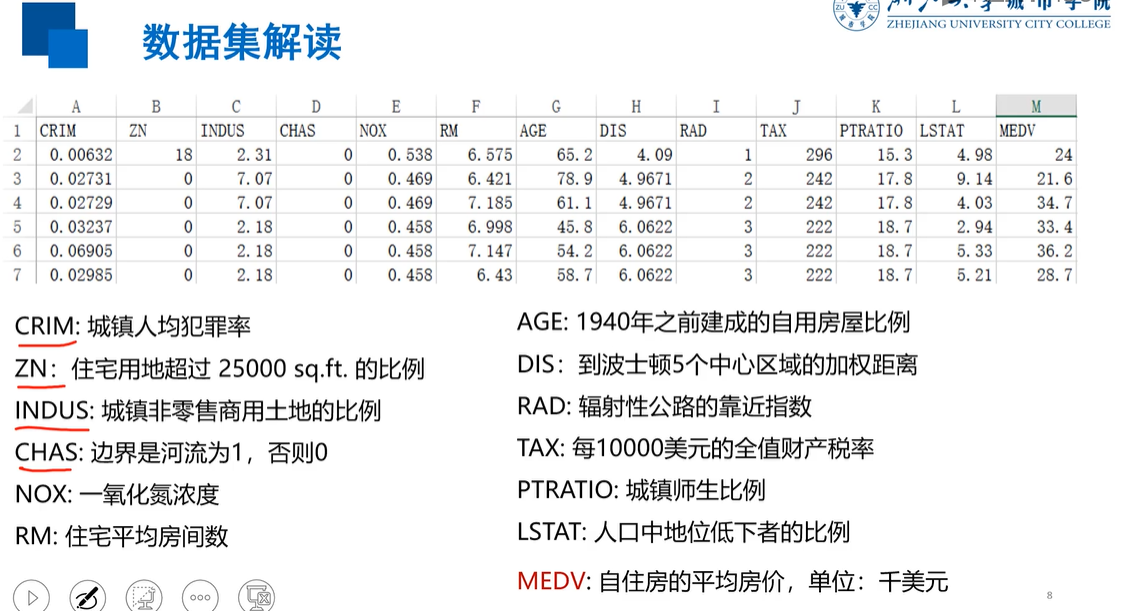 数据集解读
ZHEJIANG UNIVERSITY CITY COLLEGE
A B C D E F G H I J K L M
1 CRIM ZN INDUS CHAS NOX RM AGE DIS RAD TAX PTRATIO LSTAT MEDV
2 0.00632 18 2.31 0 0.538 6.575 65.2 4.09 1 296 15.3 4.98 24
3 0.02731 0 7.07 0 0.469 6.421 78.9 4.9671 2 242 17.8 9.14 21.6
4 0.02729 0 7.07 0 0.469 7.185 61.1 4.9671 2 242 17.8 4.03 34.7
5 0.03237 0 2.18 0 0.458 6.998 45.8 6.0622 3 222 18.7 2.94 33.4
6 0.06905 0 2.18 0 0.458 7.147 54.2 6.0622 3 222 18.7 5.33 36.2
7 0.02985 0 2.18 0 0.458 6.43 58.7 6.0622 3 222 18.7 5.21 28.7
CRIM: 城镇人均犯罪率
ZN：住宅用地超过 25000 sq.ft. 的比例
INDUS: 城镇非零售商用土地的比例
CHAS: 边界是河流为1，否则0
NOX: 一氧化氮浓度
RM: 住宅平均房间数
AGE: 1940年之前建成的自用房屋比例
DIS：到波士顿5个中心区域的加权距离
RAD: 辐射性公路的靠近指数
TAX: 每10000美元的全值财产税率
PTRATIO: 城镇师生比例
LSTAT: 人口中地位低下者的比例
MEDV: 自住房的平均房价，单位：千美元
8